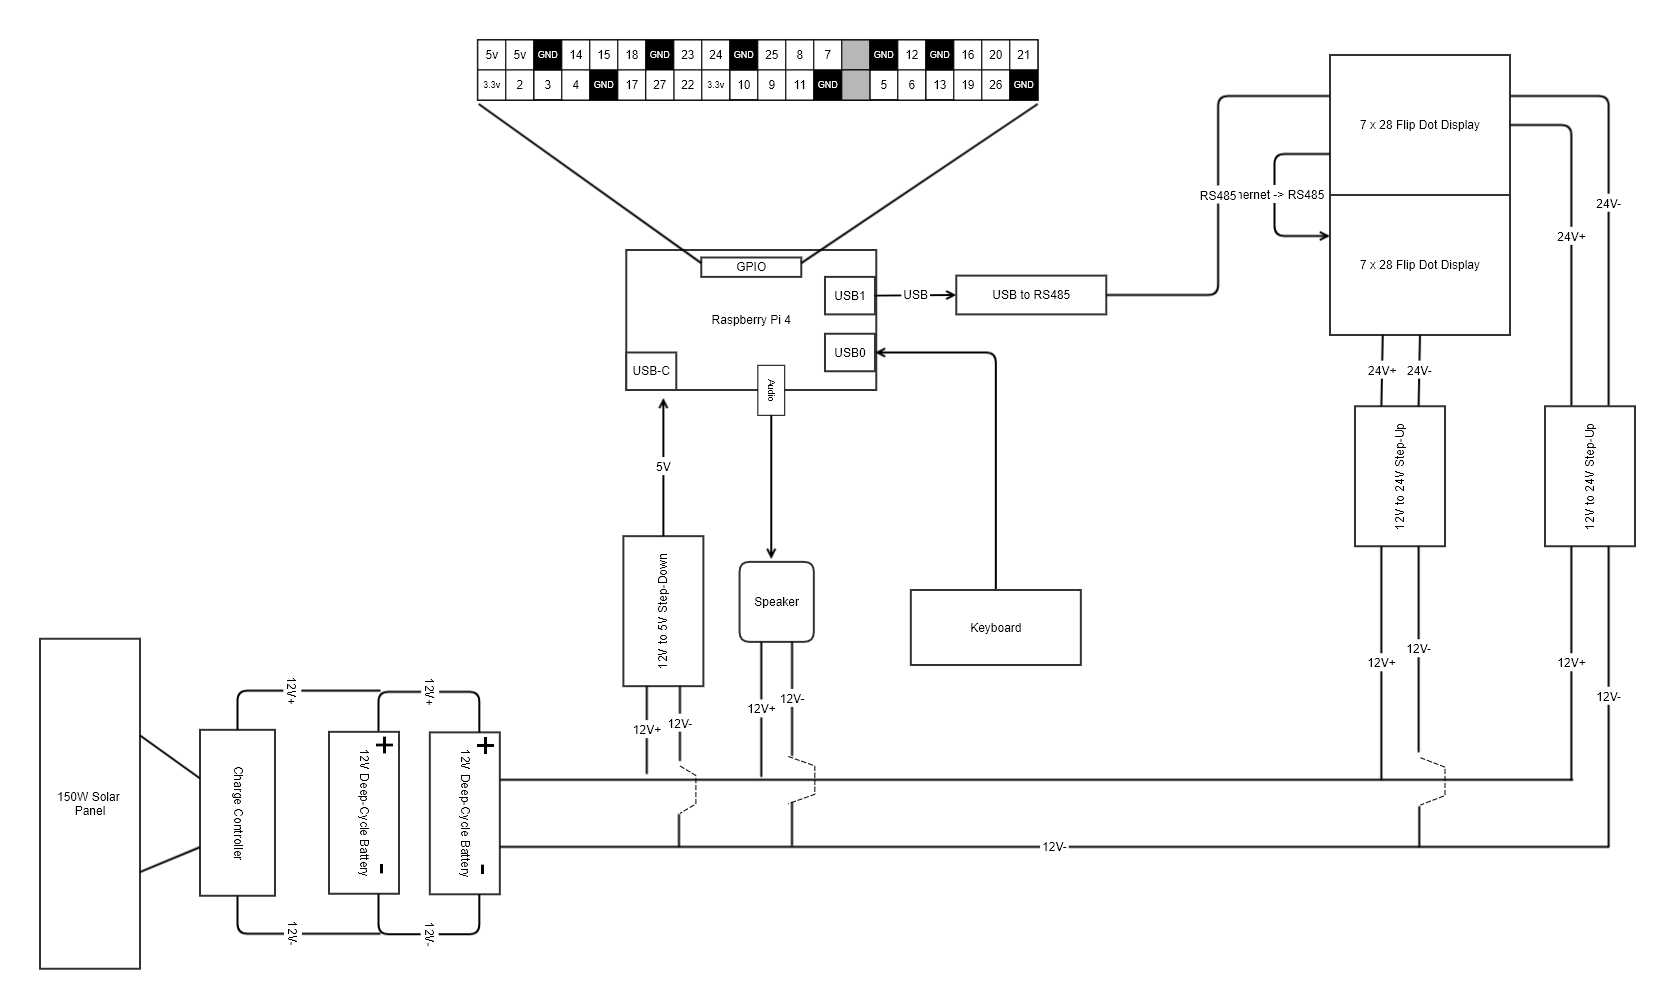 5v 5v GND 14 15 18 GND 23 24 GND 25 8 7 GND 12 GND 16 20 21
3.3v 2 3 4 GND 17 27 22 3.3v 10 9 11 GND 5 6 13 19 26 GND
7 x 28 Flip Dot Display
RS485
-> RS485
24V-
24V+
7 x 28 Flip Dot Display
GPIO
USB1
USB
USB to RS485
Raspberry Pi 4
USB0
USB-C
Audio
24V+
24V-
5V
12V to 24V Step-Up
12V to 24V Step-Up
12V to 5V Step-Down
Speaker
Keyboard
12V+
12V-
12V+
12V-
12V+
12V+
12V+
12V-
12V+
12V-
+
+
150W Solar
Panel
Charge Controller
12V Deep-Cycle Battery
12V Deep-Cycle Battery
-
-
12V-
12V-
12V-